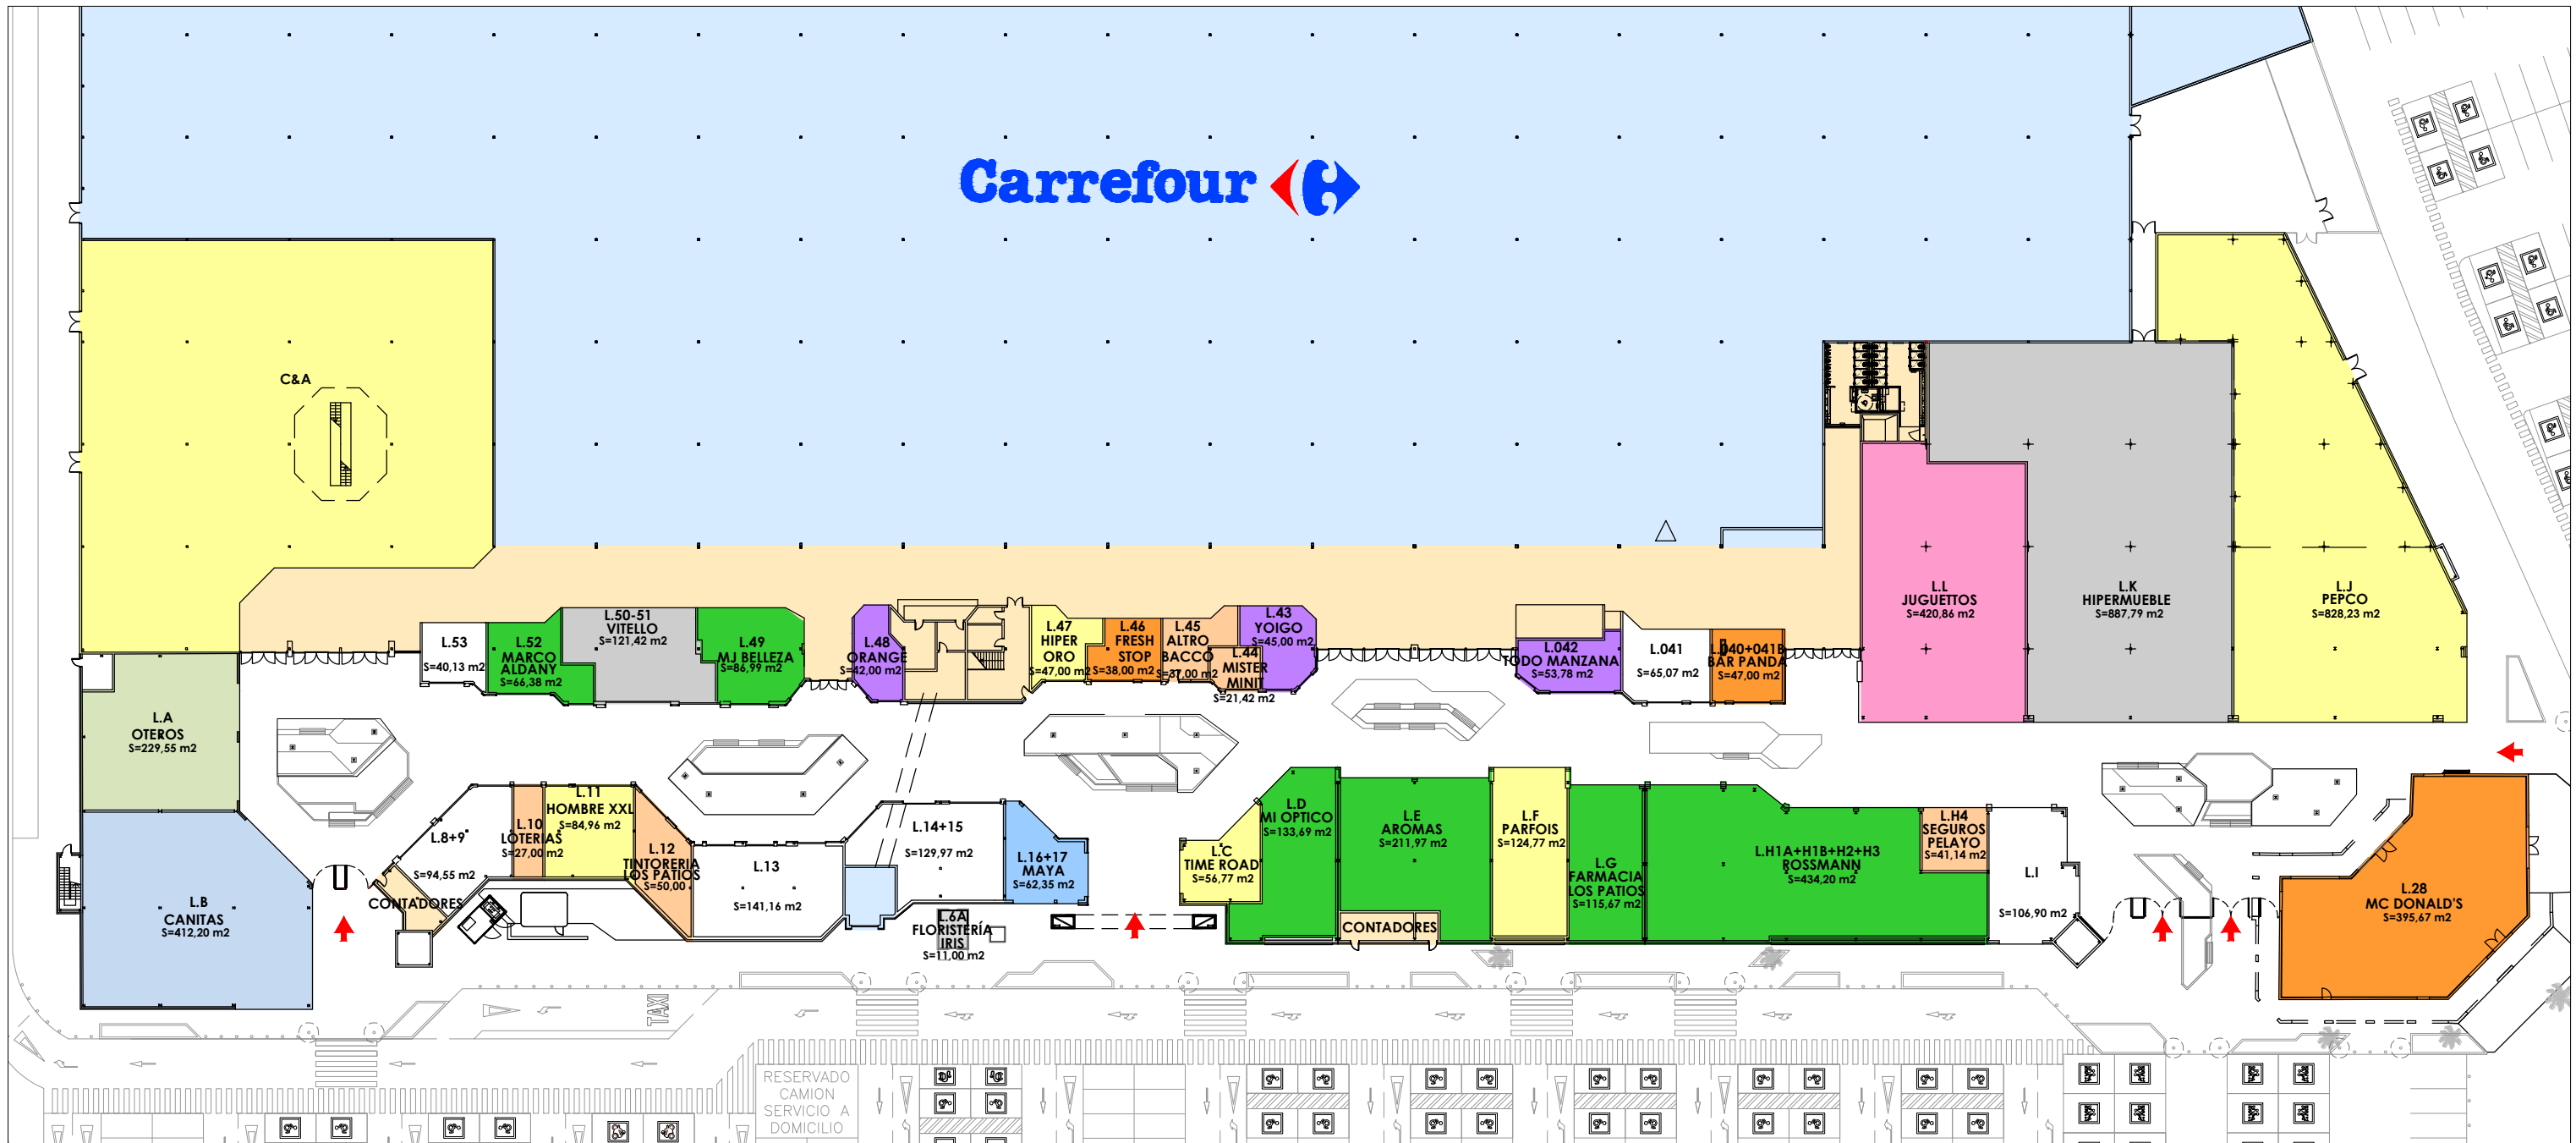 Carrefour
C&A
L.53
S=40,13 m2
L.52
MARCO
ALDANY
S=66,38 m2
L.50-51
VITELLO
S=121,42 m2
L.49
MJ BELLEZA
S=86,99 m2
L.48
ORANGE
S=42,00 m2
L.47
HIPER
ORO
S=47,00 m2
L.46
FRESH
STOP
S=38,00 m2
L.45
ALTRO
BACCO
S=37,00 m2
L.44
MISTER
MINIT
S=21,42 m2
L.43
YOIGO
S=45,00 m2
L.042
TODO MANZANA
S=53,78 m2
L.041
S=65,07 m2
L.040+041B
BAR PANDA
S=47,00 m2
L.L
JUGUETTOS
S=420,86 m2
L.K
HIPERMUEBLE
S=887,79 m2
L.J
PEPCO
S=828,23 m2
L.A
OTEROS
S=229,55 m2
L.B
CANITAS
S=412,20 m2
L.8+9
S=94,55 m2
CONTADORES
L.10
LOTERIAS
S=27,00 m2
L.11
HOMBRE XXL
S=84,96 m2
L.12
TINTORERIA
LOS PATIOS
S=50,00
L.13
S=141,16 m2
L.14+15
S=129,97 m2
L.16+17
MAYA
S=62,35 m2
L.6A
FLORISTERÍA
IRIS
S=11,00 m2
L.C
TIME ROAD
S=56,77 m2
L.D
MI OPTICO
S=133,69 m2
L.E
AROMAS
S=211,97 m2
CONTADORES
L.F
PARFOIS
S=124,77 m2
L.G
FARMACIA
LOS PATIOS
S=115,67 m2
L.H1A+H1B+H2+H3
ROSSMANN
S=434,20 m2
L.H4
SEGUROS
PELAYO
S=41,14 m2
L.I
S=106,90 m2
L.28
MC DONALD'S
S=395,67 m2
TAXI
RESERVADO
CAMION
SERVICIO A
DOMICILIO